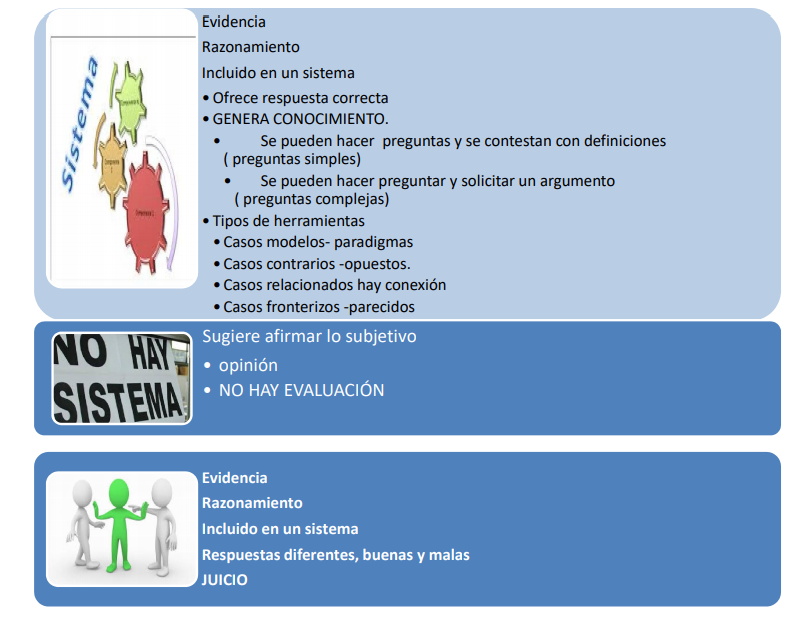 Sistema
Evidencia
Razonamiento
Incluido en un sistema
• Ofrece respuesta correcta
• GENERA CONOCIMIENTO.
• Se pueden hacer preguntas y se contestan con definiciones
( preguntas simples)
• Se pueden hacer preguntar y solicitar un argumento
( preguntas complejas)
• Tipos de herramientas
• Casos modelos- paradigmas
• Casos contrarios -opuestos.
• Casos relacionados hay conexión
• Casos fronterizos -parecidos
NO HAY
SISTEMA
Sugiere afirmar lo subjetivo
• opinión
• NO HAY EVALUACIÓN
Evidencia
Razonamiento
Incluido en un sistema
Respuestas diferentes, buenas y malas
JUICIO